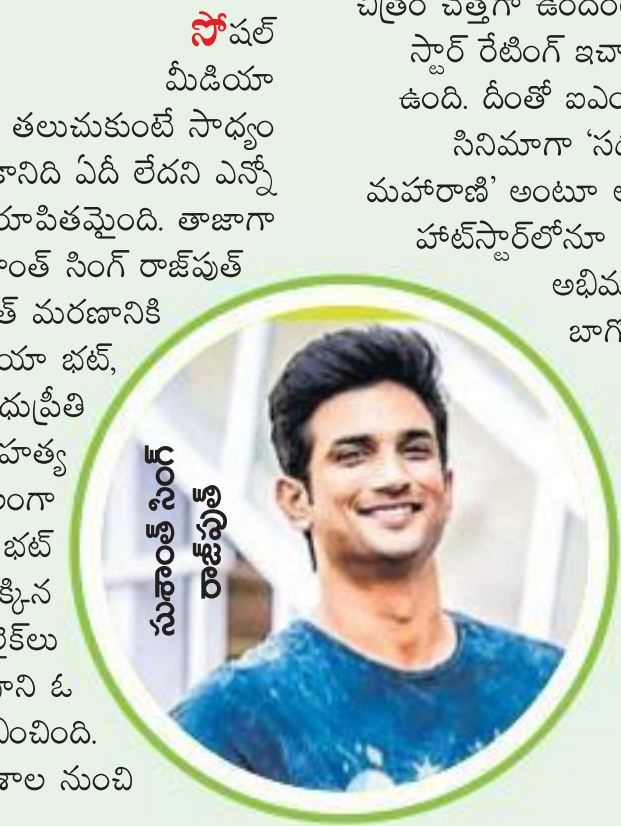 సోషల్
మీడియా
తలుచుకుంటే సాధ్యం
కానిది ఏదీ లేదని ఎన్నో
రూపితమైంది. తాజాగా
ాంత్ సింగ్ రాజ్‌పుత్
త్ మరణానికి
యా భట్,
ధుప్రీతి
హత్య
ంగా
భట్
క్కిన
లైక్‌లు
ని ఓ
ించింది.
శాల నుంచి
సుశాంత్ సింగ్
రాజ్‌పుత్
చిత్రం చెత్తగా ఉందంటూ
స్టార్ రేటింగ్ ఇచా
ఉంది. దీంతో ఐఎం
సినిమాగా ‘సడ
మహారాణి’ అంటూ
హాట్‌స్టార్‌లోనూ
అభిమ
బాగో